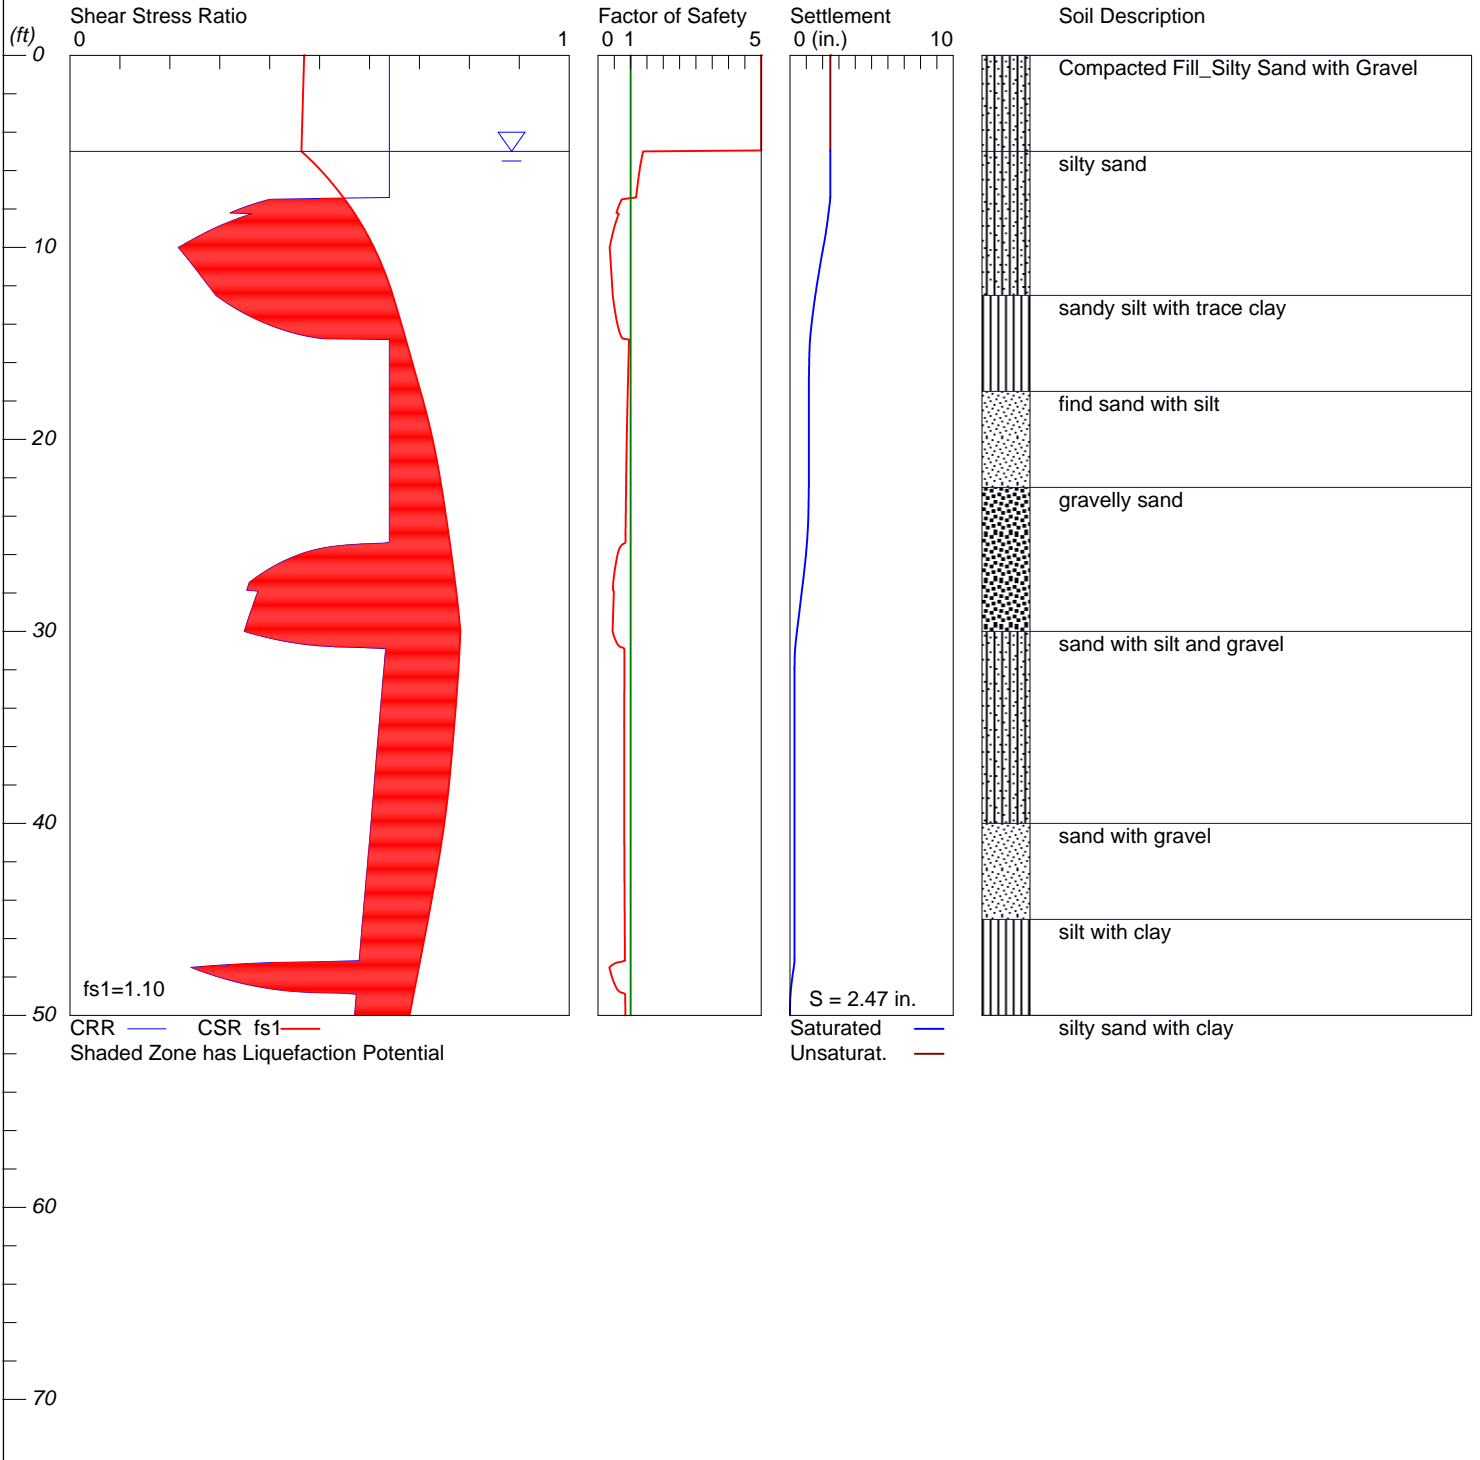 Shear Stress Ratio Factor of Safety Settlement Soil Description
(ft) 0 1 0 1 5 0 (in.) 10
0
Compacted Fill_Silty Sand with Gravel
silty sand
10
sandy silt with trace clay
find sand with silt
20
gravelly sand
30
sand with silt and gravel
40
sand with gravel
silt with clay
fs1=1.10 S = 2.47 in.
50
CRR CSR fs1 Saturated silty sand with clay
Shaded Zone has Liquefaction Potential Unsaturat.
60
70